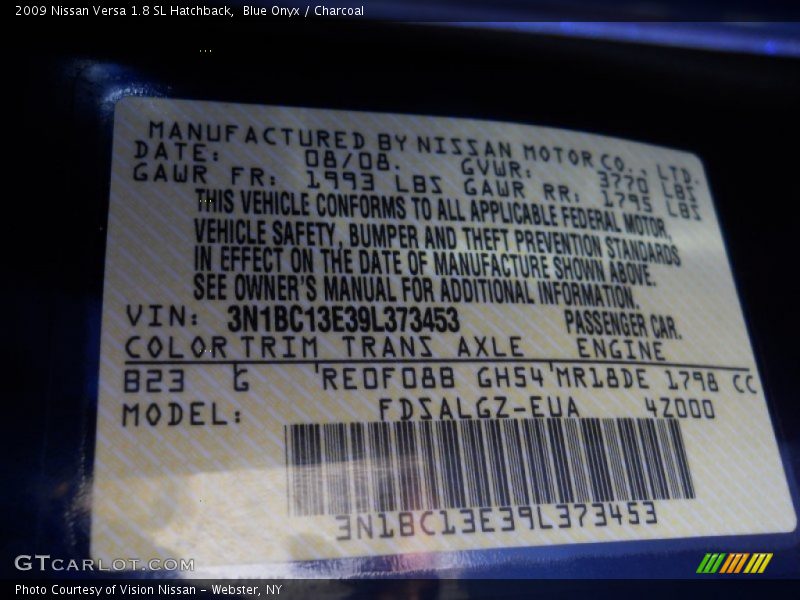 2009 Nissan Versa 1.8 SL Hatchback,  Blue Onyx / Charcoal
MANUFACTURED BY NISSAN MOTOR CO., LTD.
DATE: 08/08. GVWR: 3770 LBS
GAWR FR: 1993 LBS GAWR RR: 1795 LBS
THIS VEHICLE CONFORMS TO ALL APPLICABLE FEDERAL MOTOR
VEHICLE SAFETY, BUMPER AND THEFT PREVENTION STANDARDS
IN EFFECT ON THE DATE OF MANUFACTURE SHOWN ABOVE.
SEE OWNER'S MANUAL FOR ADDITIONAL INFORMATION.
VIN: 3N1BC13E39L373453 PASSENGER CAR.
COLOR TRIM TRANS AXLE ENGINE
B23 G RE0F08B GH54 MR18DE 1798 CC
MODEL: FDSALGZ-EUA 4Z000
3N1BC13E39L373453
GTCARLOT.COM
Photo Courtesy of Vision Nissan - Webster, NY